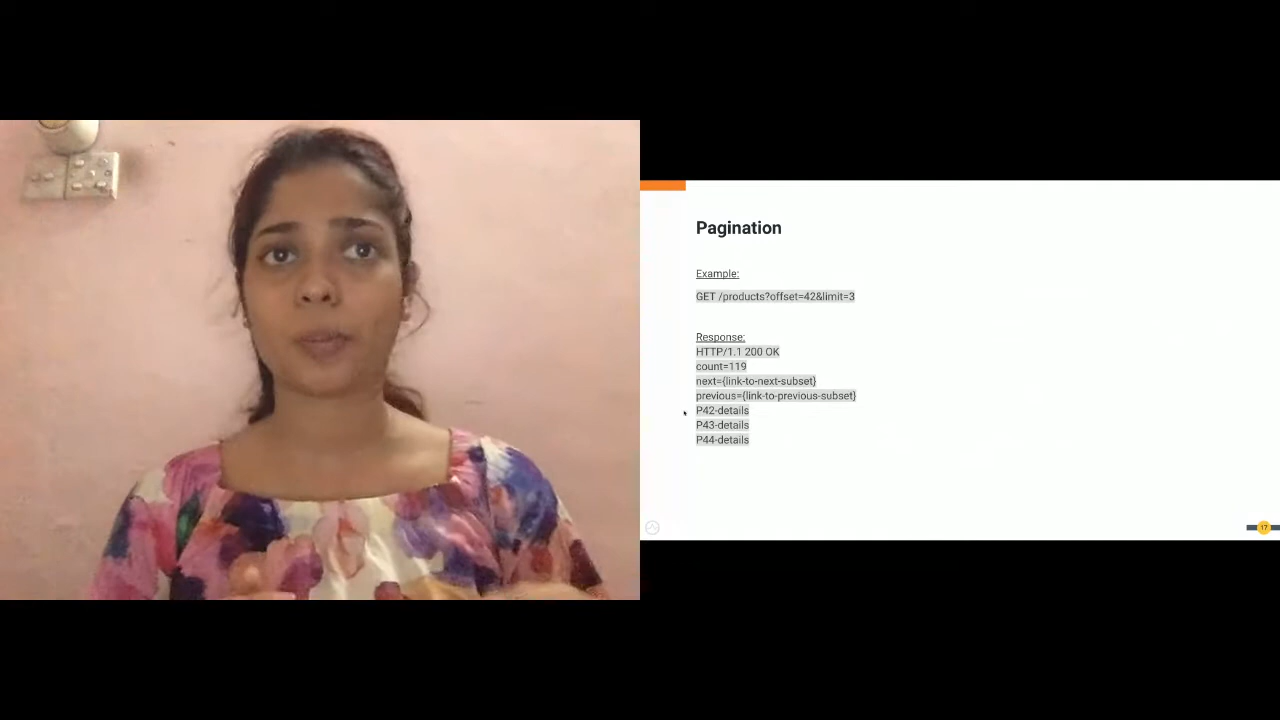 Pagination
Example:
GET /products?offset=42&limit=3
Response:
HTTP/1.1 200 OK
count=119
next={link-to-next-subset}
previous={link-to-previous-subset}
P42-details
P43-details
P44-details
17